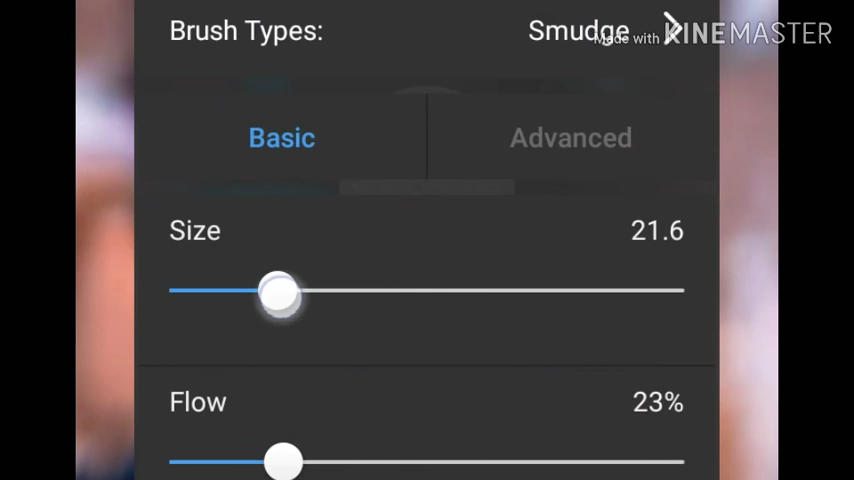 Brush Types: Smudge
Made with KINEMASTER
Basic Advanced
Size 21.6
Flow 23%